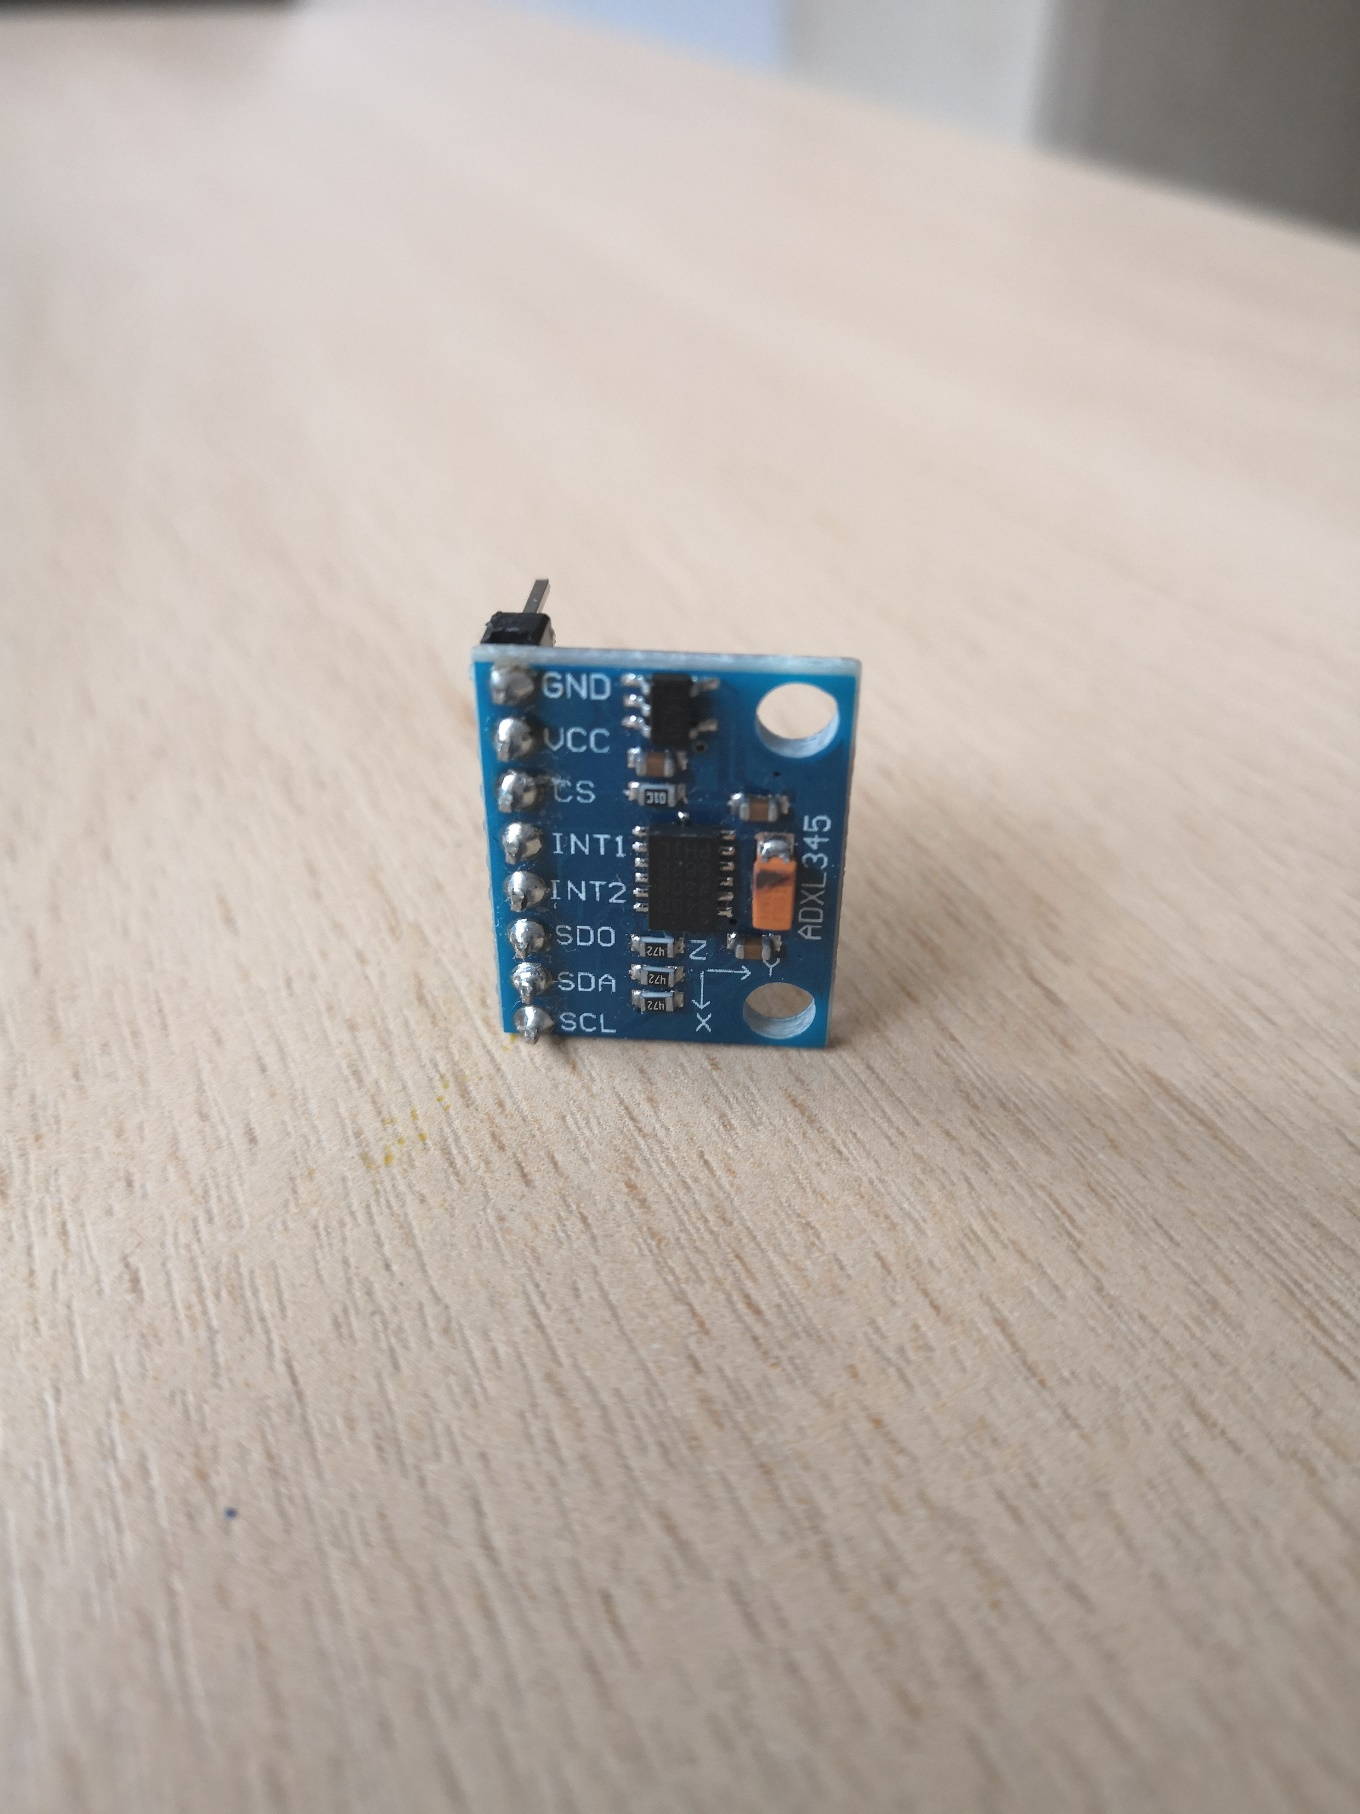 GND
VCC
CS
INT1
INT2
SDO
SDA
SCL
01C
472
472
472
Z
Y
X
ADXL345